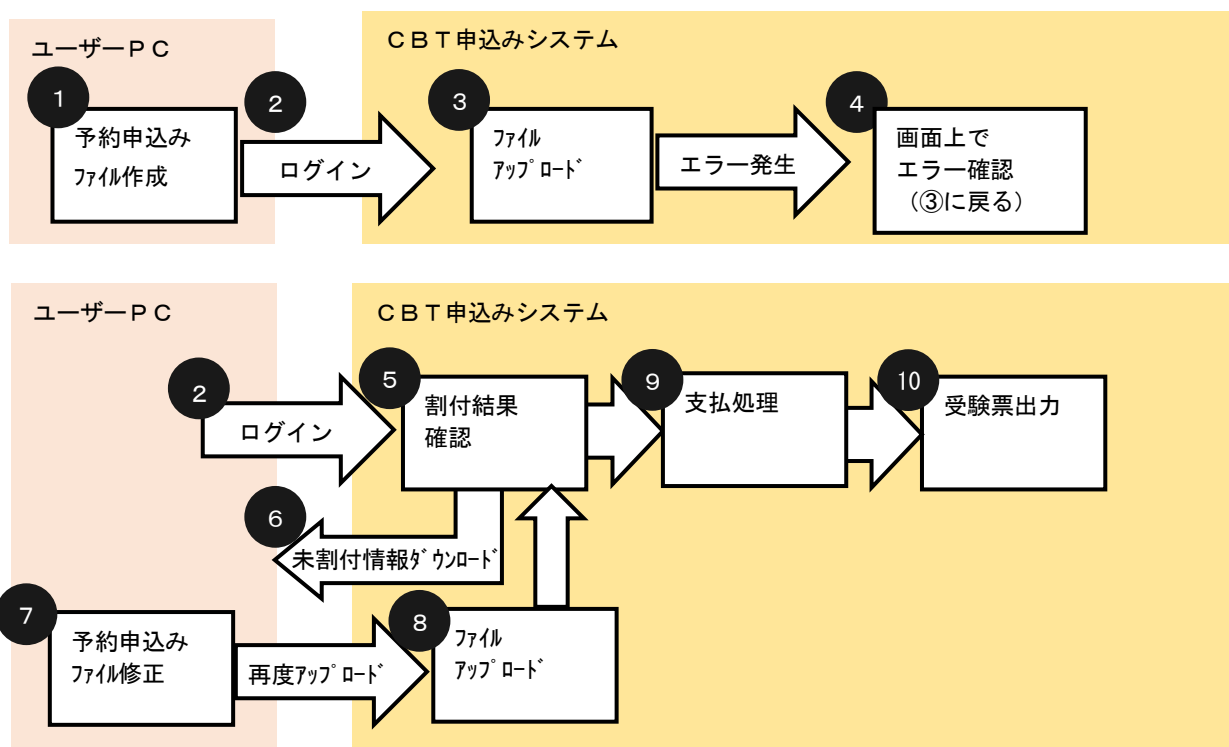 ユーザーＰＣ
ＣＢＴ申込みシステム
１
予約申込み
ﾌｧｲﾙ作成
２
ログイン
３
ﾌｧｲﾙ
ｱｯﾌﾟﾛｰﾄﾞ
エラー発生
４
画面上で
エラー確認
（③に戻る）
ユーザーＰＣ
ＣＢＴ申込みシステム
２
ログイン
５
割付結果
確認
９
支払処理
10
受験票出力
６
未割付情報ﾀﾞｳﾝﾛｰﾄﾞ
７
予約申込み
ﾌｧｲﾙ修正
再度ｱｯﾌﾟﾛｰﾄﾞ
８
ﾌｧｲﾙ
ｱｯﾌﾟﾛｰﾄﾞ